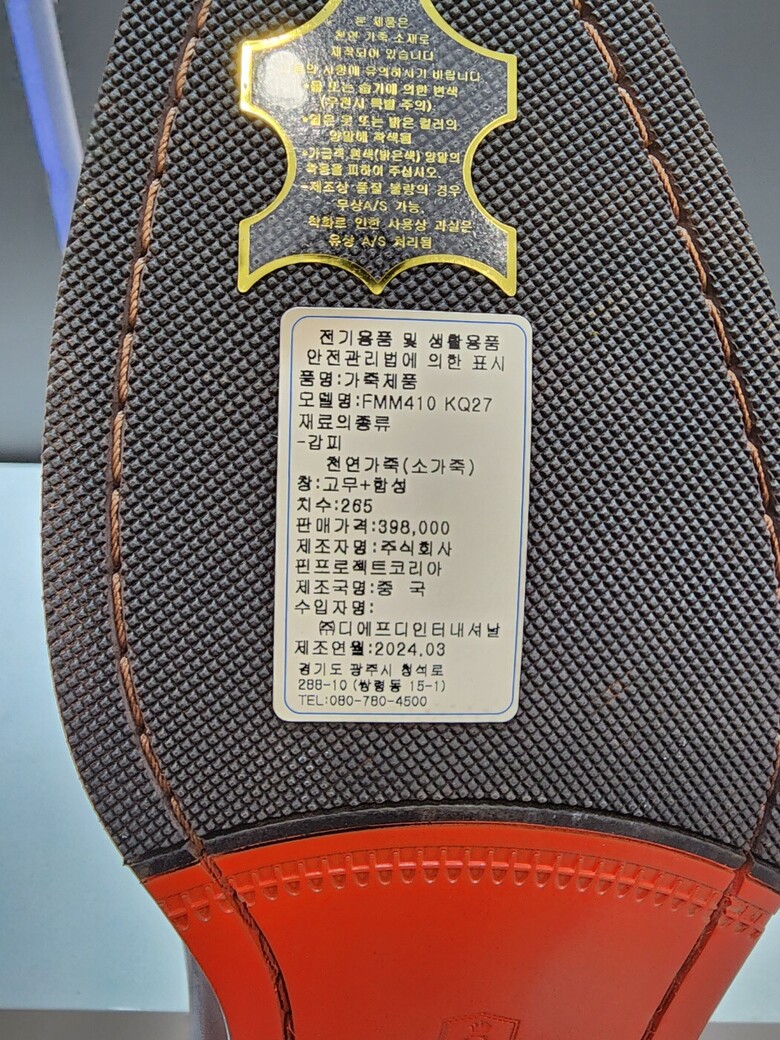 본 제품은
천연 가죽 소재로
제작되어 있습니다
사항에 유의하시기 바랍니다
*물 또는 습기에 의한 변색
(우천시 특별 주의)
*얇은 옷 또는 밝은 컬러의
양말에 착색됨
*가급적 흰색(밝은색) 양말의
착용을 피하여 주십시오.
-제조상 품질 불량의 경우
무상A/S 가능,
착화로 인한 사용상 과실은
유상 A/S 처리됨
전기용품 및 생활용품
안전관리법에 의한 표시
품명:가죽제품
모델명:FMM410 KQ27
재료의종류
-갑피
천연가죽(소가죽)
창:고무+합성
치수:265
판매가격:398,000
제조자명:주식회사
핀프로젝트코리아
제조국명:중 국
수입자명:
㈜디에프디인터내셔날
제조연월:2024.03
경기도 광주시 청석로
288-10 (쌍령동 15-1)
TEL:080-780-4500